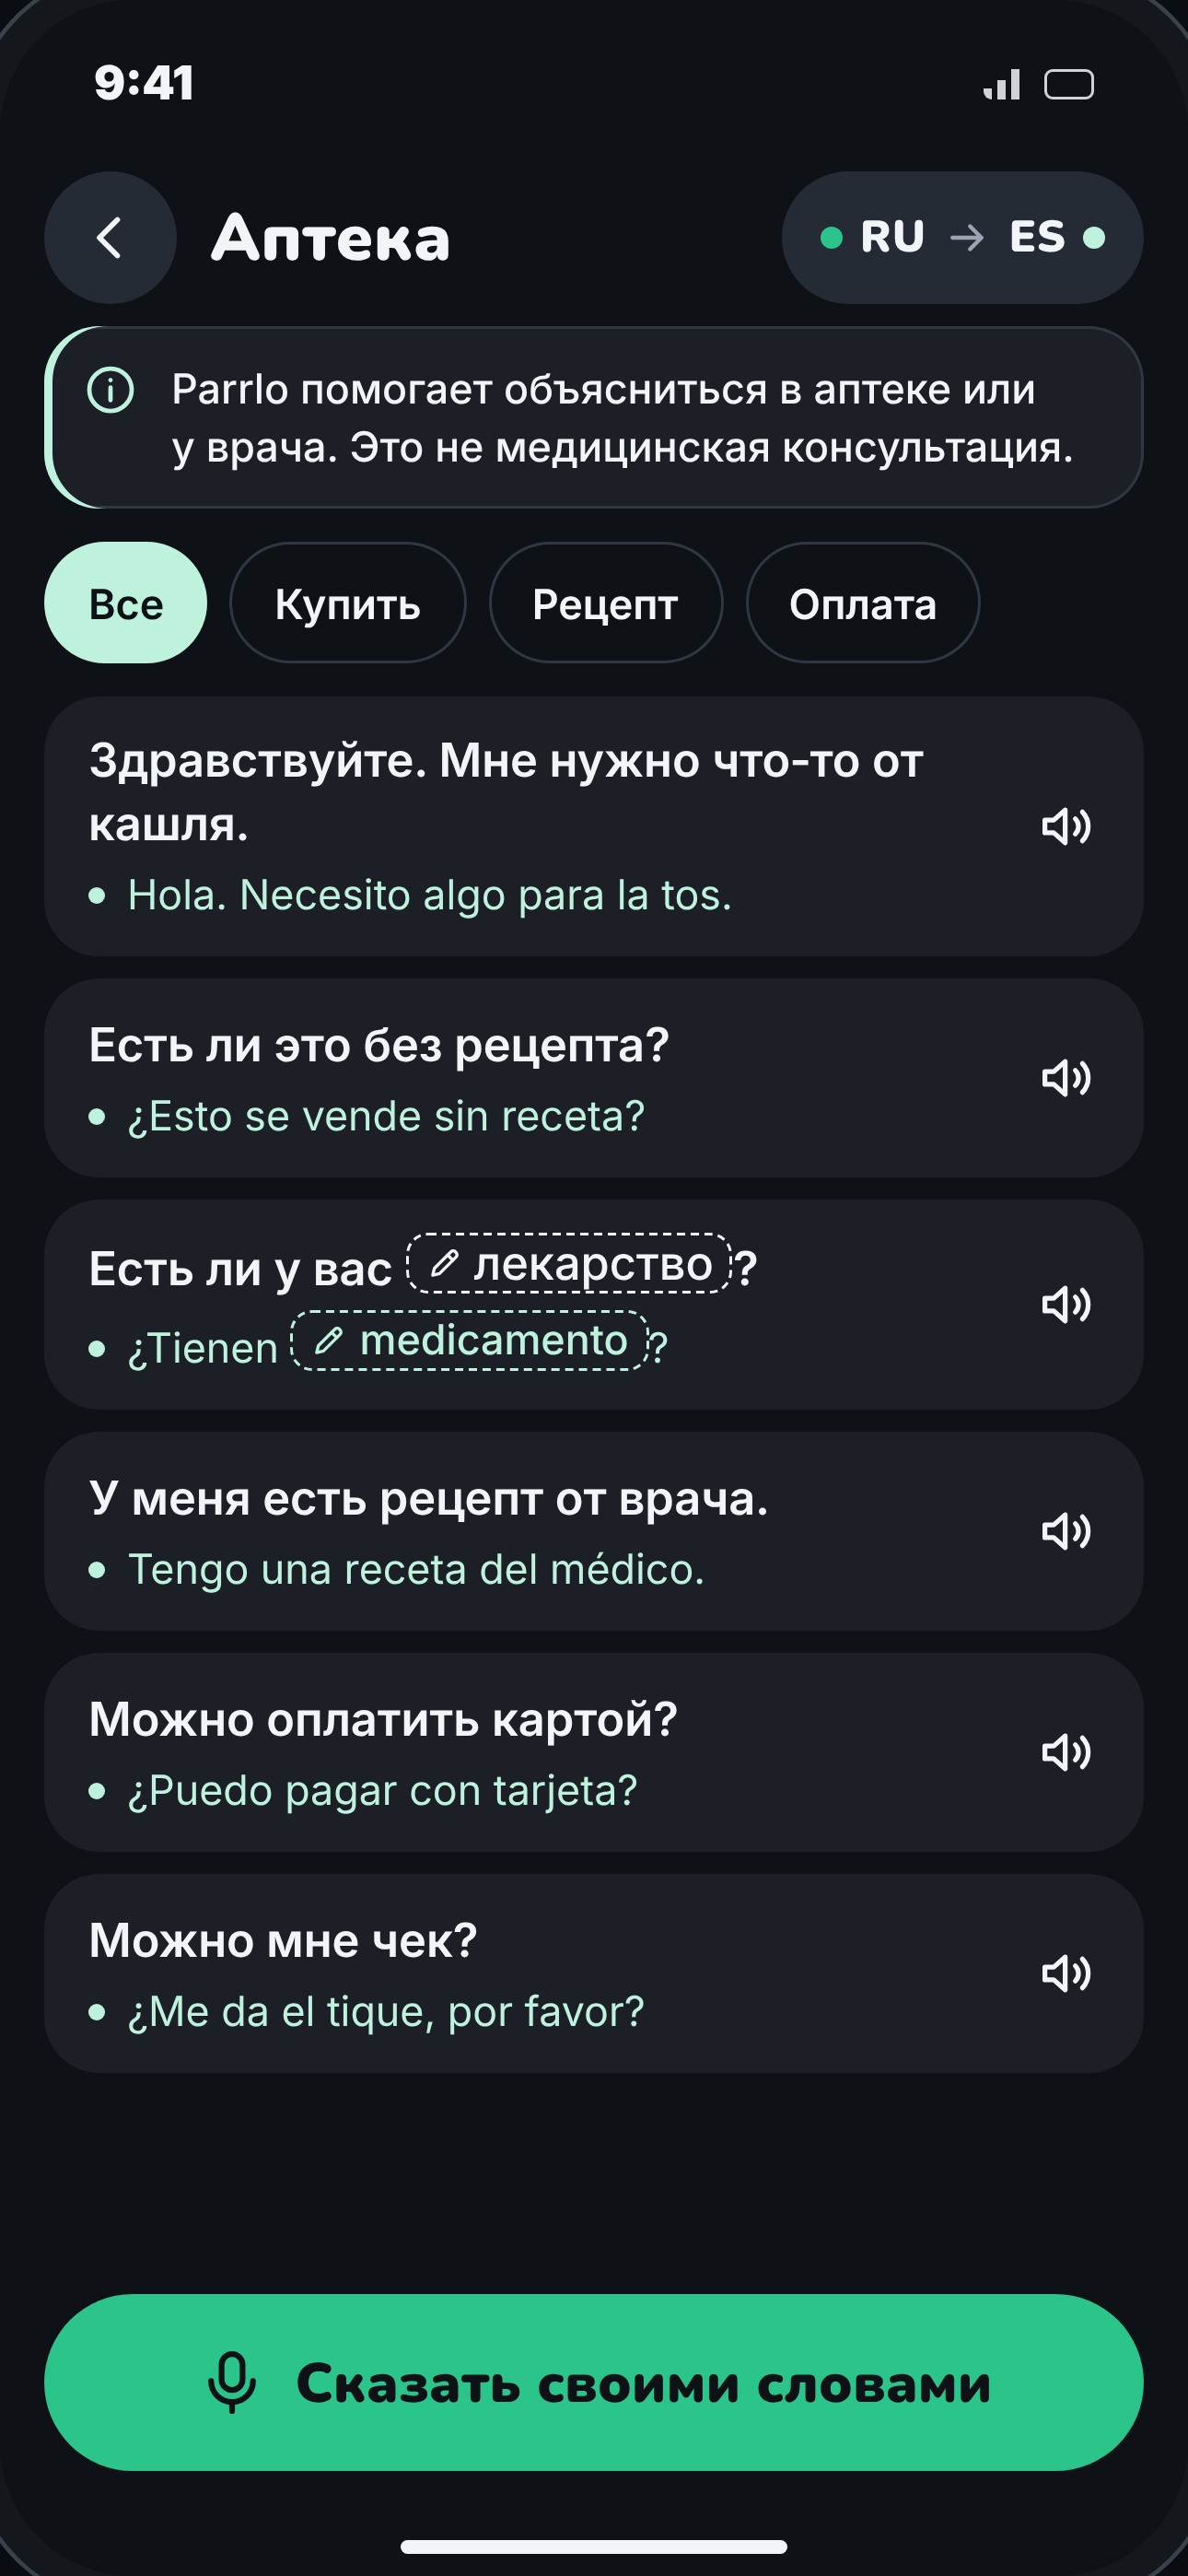 9:41
Аптека
RU → ES
Parrlo помогает объясниться в аптеке или
у врача. Это не медицинская консультация.
Все Купить Рецепт Оплата
Здравствуйте. Мне нужно что-то от
кашля.
Hola. Necesito algo para la tos.
Есть ли это без рецепта?
¿Esto se vende sin receta?
Есть ли у вас лекарство?
¿Tienen medicamento?
У меня есть рецепт от врача.
Tengo una receta del médico.
Можно оплатить картой?
¿Puedo pagar con tarjeta?
Можно мне чек?
¿Me da el tique, por favor?
Сказать своими словами